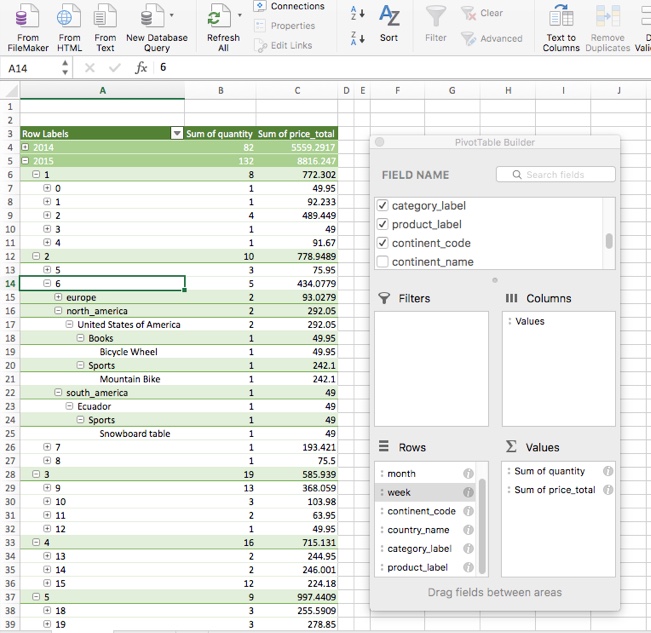 From FileMaker
From HTML
From Text
New Database Query
Refresh All
Connections
Properties
Edit Links
A Z
Z A
A Z
Sort
Filter
Clear
Advanced
Text to Columns
Remove Duplicates
A14
fx 6
A B C D E F G H I J
1
2
3 Row Labels Sum of quantity Sum of price_total
4 2014 82 5559.2917
5 2015 132 8816.247
6 1 8 772.302
7 0 1 49.95
8 1 1 92.233
9 2 4 489.449
10 3 1 49
11 4 1 91.67
12 2 10 778.9489
13 5 3 75.95
14 6 5 434.0779
15 europe 2 93.0279
16 north_america 2 292.05
17 United States of America 2 292.05
18 Books 1 49.95
19 Bicycle Wheel 1 49.95
20 Sports 1 242.1
21 Mountain Bike 1 242.1
22 south_america 1 49
23 Ecuador 1 49
24 Sports 1 49
25 Snowboard table 1 49
26 7 1 193.421
27 8 1 75.5
28 3 19 585.939
29 9 13 368.059
30 10 3 103.98
31 11 2 63.95
32 12 1 49.95
33 4 16 715.131
34 13 2 244.95
35 14 2 246.001
36 15 12 224.18
37 5 9 997.4409
38 18 3 255.5909
39 19 3 278.85
PivotTable Builder
FIELD NAME
Search fields
category_label
product_label
continent_code
continent_name
Filters
Columns
Values
Rows
month
week
continent_code
country_name
category_label
product_label
Values
Sum of quantity
Sum of price_total
Drag fields between areas